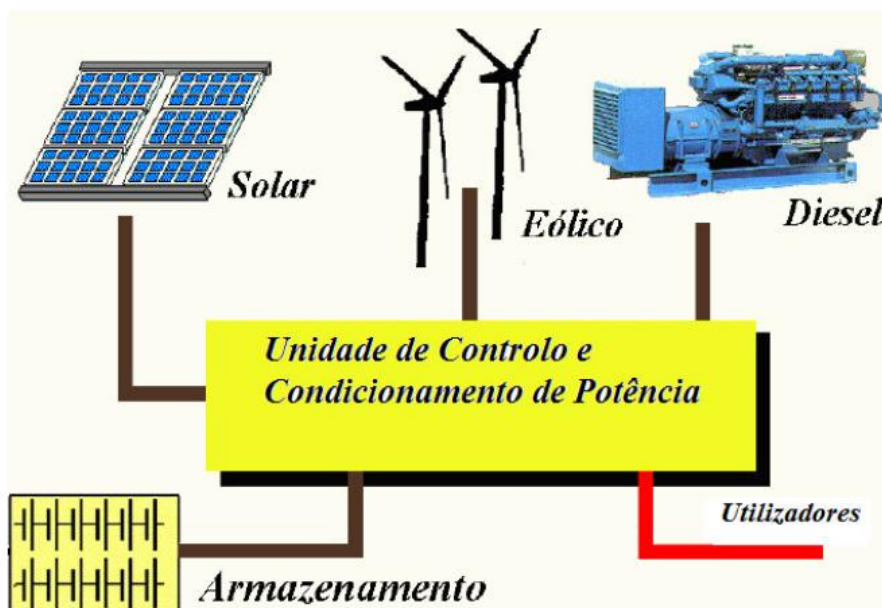 Solar
Eólico
Diesel
Unidade de Controlo e
Condicionamento de Potência
Utilizadores
Armazenamento